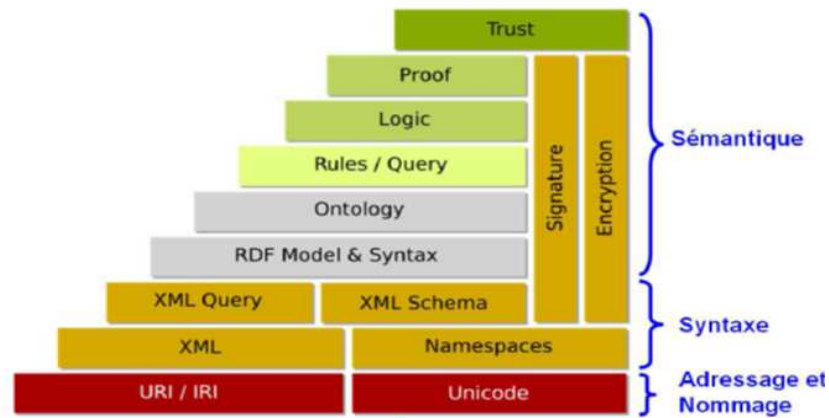 Trust
Proof
Logic
Rules / Query
Ontology
RDF Model & Syntax
Signature
Encryption
Sémantique
XML Query
XML Schema
XML
Namespaces
Syntaxe
URI / IRI
Unicode
Adressage et
Nommage